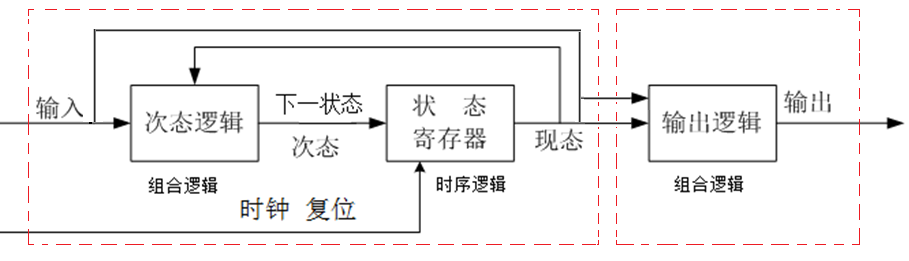 输入
次态逻辑
组合逻辑
下一状态
次态
状 态
寄存器
时序逻辑
现态
输出逻辑
组合逻辑
输出
时钟 复位